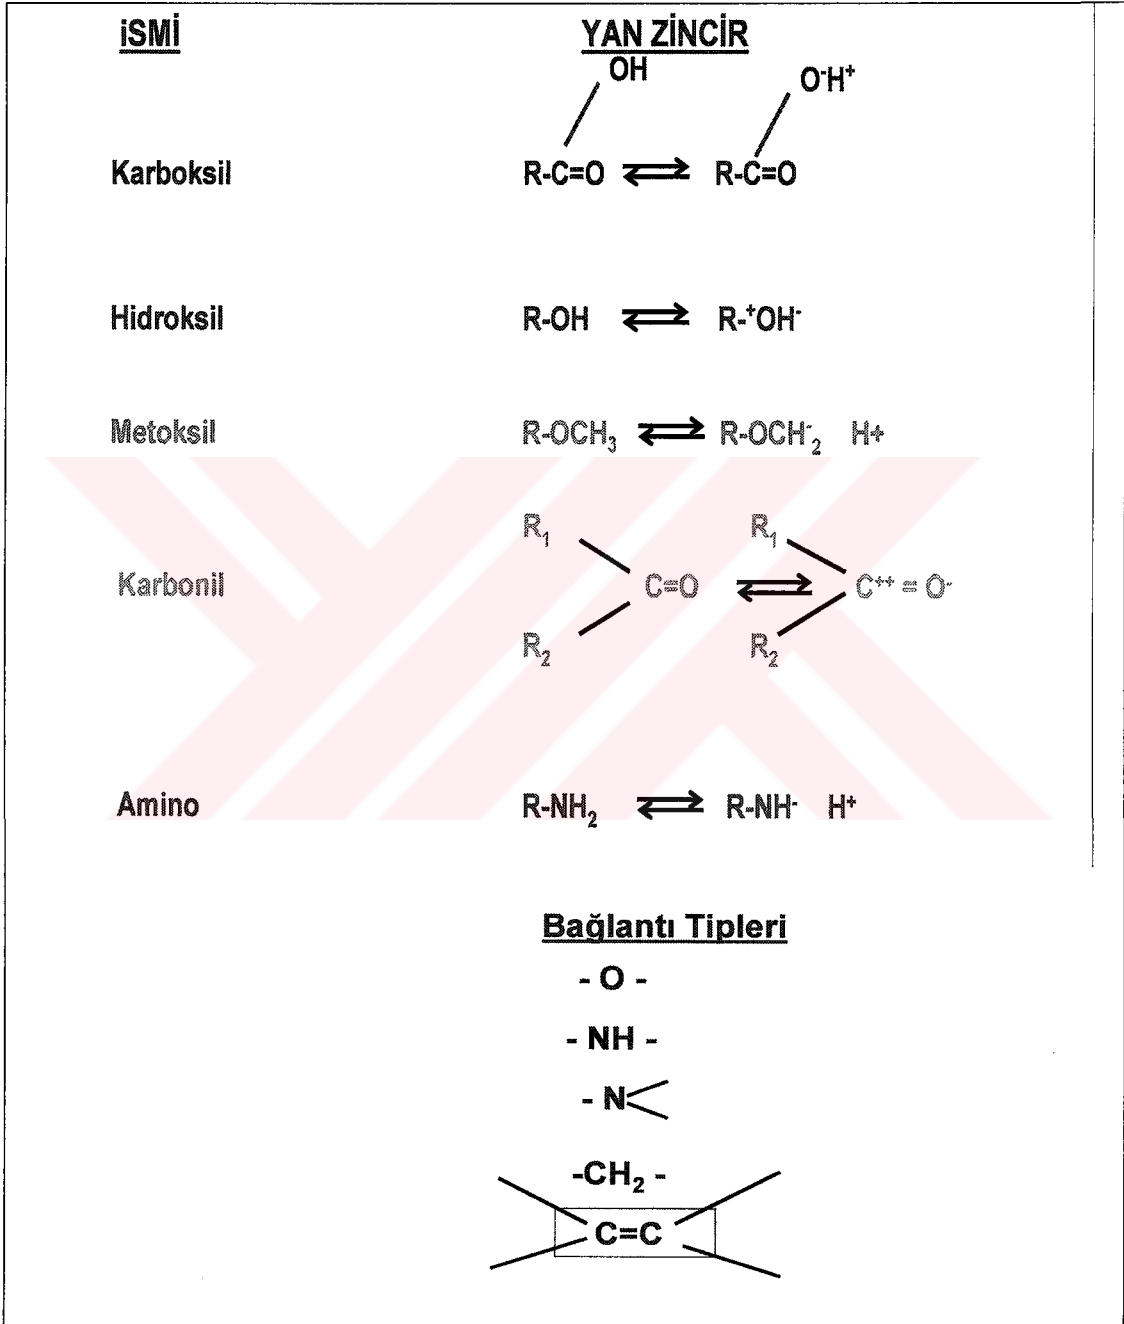 iSMİ YAN ZİNCİR
OH O⁻H⁺
Karboksil R-C=O ⇌ R-C=O
Hidroksil R-OH ⇌ R-⁺OH⁻
Metoksil R-OCH₃ ⇌ R-OCH⁻₂ H+
R₁ R₁
Karbonil C=O ⇌ C⁺⁺ = O⁻
R₂ R₂
Amino R-NH₂ ⇌ R-NH⁻ H⁺
Bağlantı Tipleri
- O -
- NH -
- N<
-CH₂ -
C=C